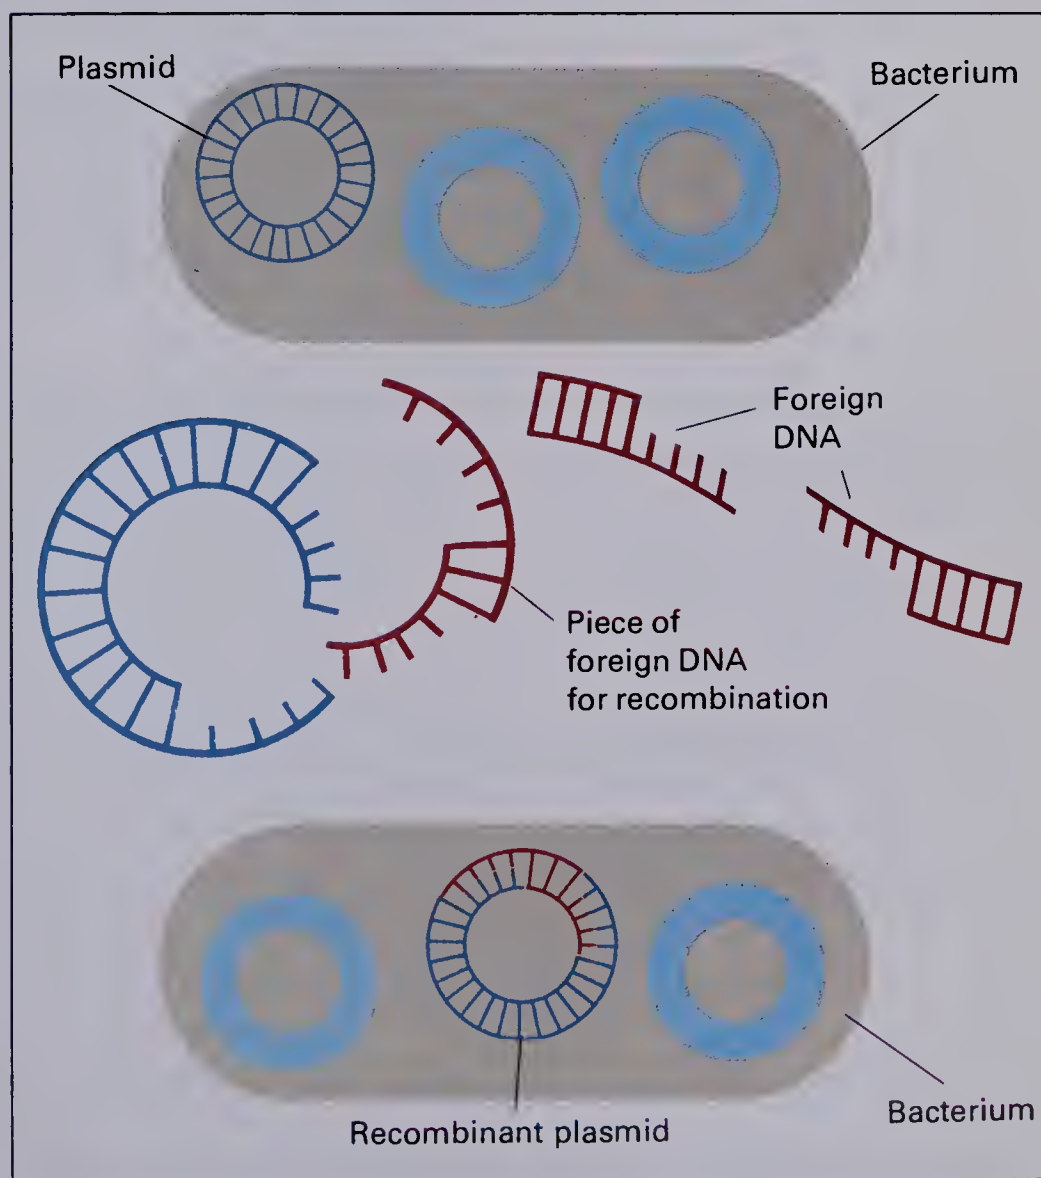 Plasmid
Bacterium
Foreign
DNA
Piece of
foreign DNA
for recombination
Recombinant plasmid
Bacterium